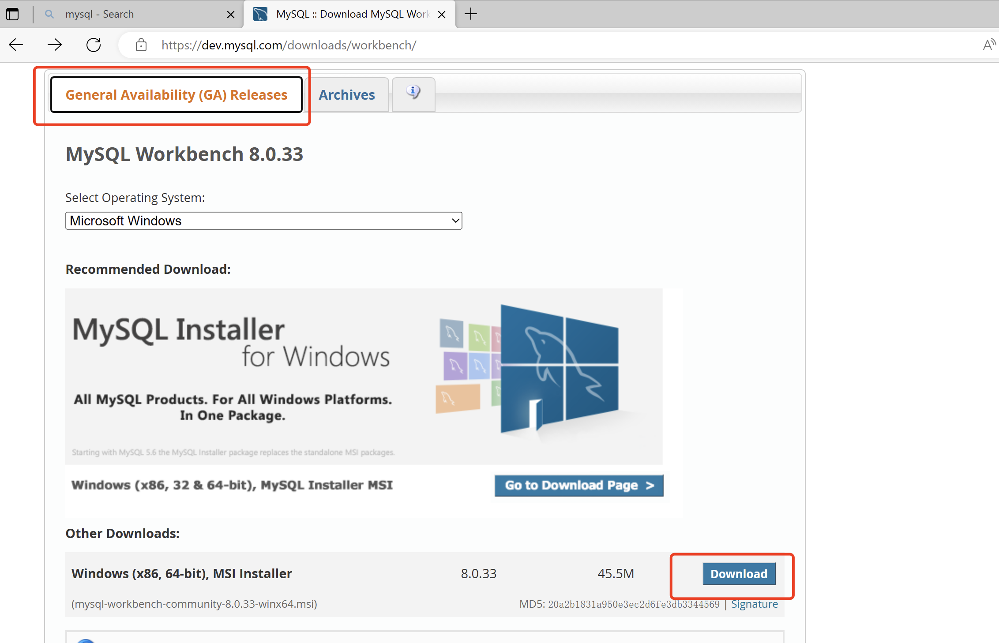 mysql - Search
MySQL :: Download MySQL Work
https://dev.mysql.com/downloads/workbench/
General Availability (GA) Releases
Archives
MySQL Workbench 8.0.33
Select Operating System:
Microsoft Windows
Recommended Download:
MySQL Installer
for Windows
All MySQL Products. For All Windows Platforms.
In One Package.
Starting with MySQL 5.6 the MySQL Installer package replaces the standalone MSI packages.
Windows (x86, 32 & 64-bit), MySQL Installer MSI
Go to Download Page >
Other Downloads:
Windows (x86, 64-bit), MSI Installer 8.0.33 45.5M Download
(mysql-workbench-community-8.0.33-winx64.msi) MD5: 20a2b1831a950e3ec2d6fe3db3344569 | Signature